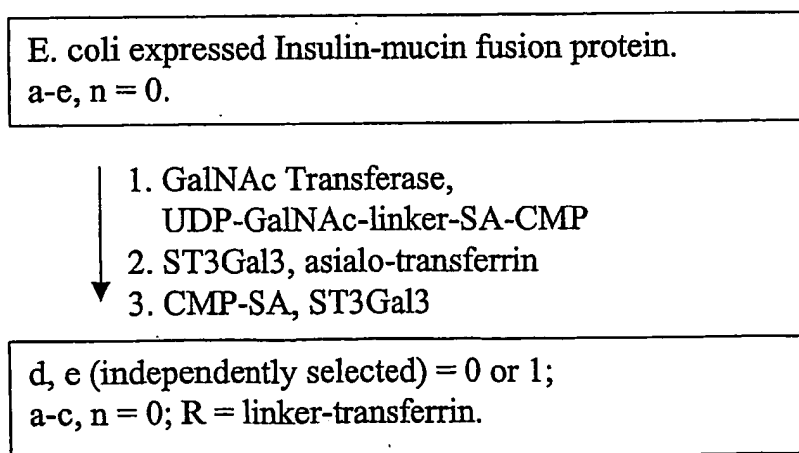 E. coli expressed Insulin-mucin fusion protein.
a-e, n = 0.
1. GalNAc Transferase,
UDP-GalNAc-linker-SA-CMP
2. ST3Gal3, asialo-transferrin
3. CMP-SA, ST3Gal3
d, e (independently selected) = 0 or 1;
a-c, n = 0; R = linker-transferrin.